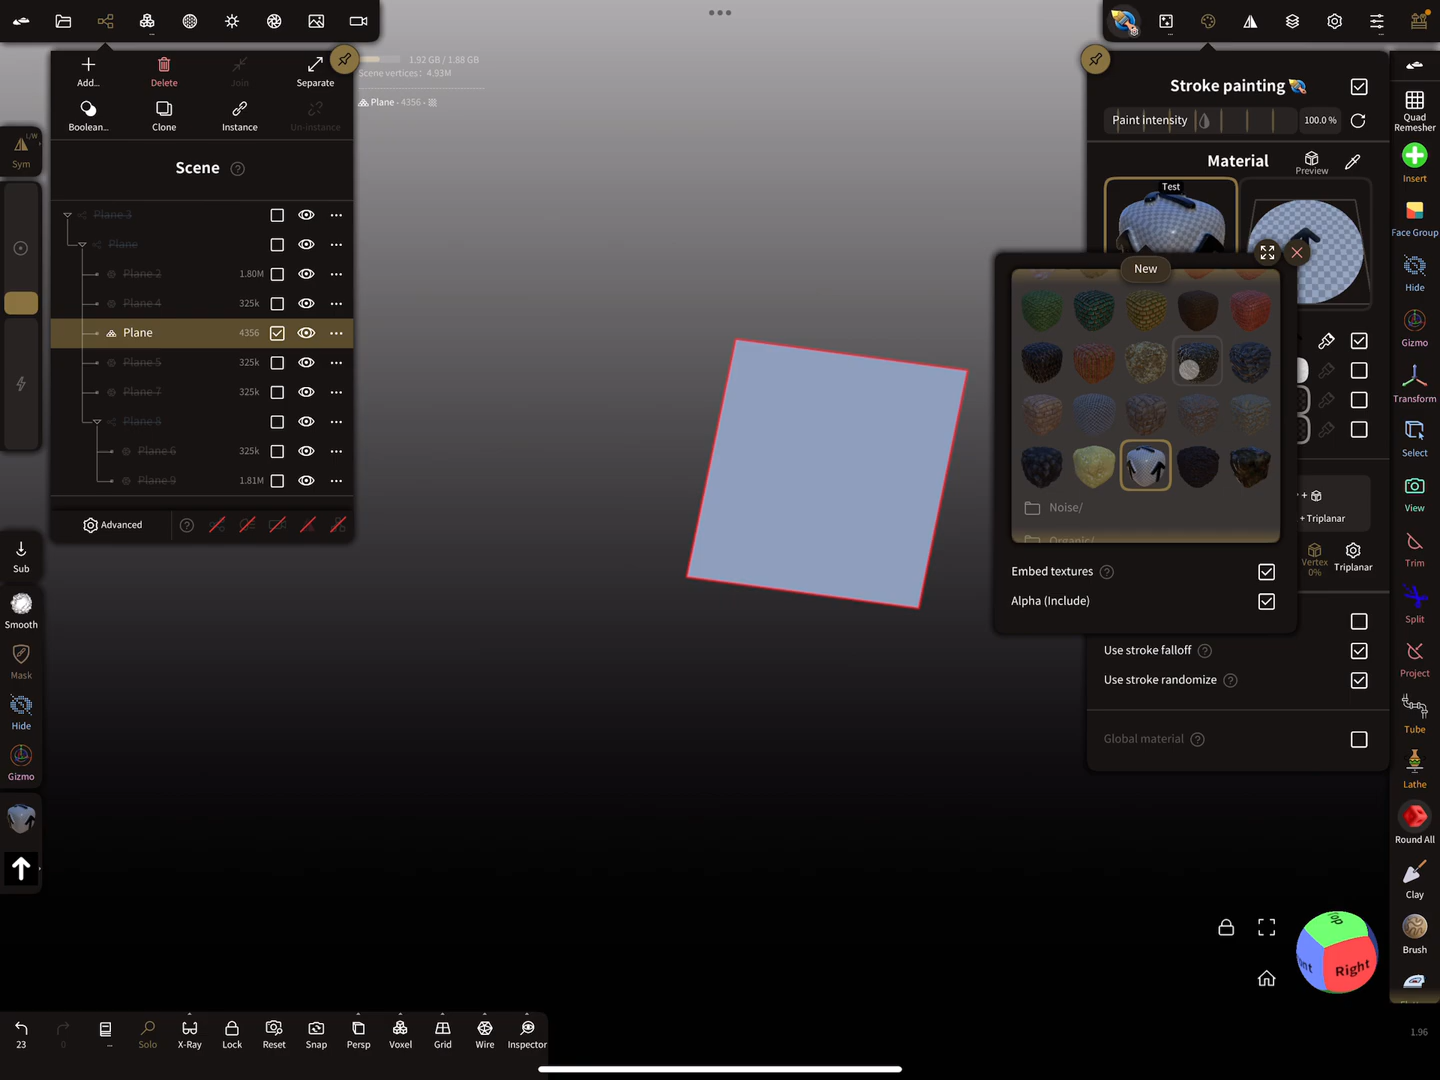 1.92 GB / 1.88 GB
Scene vertices: 4.93M
Plane · 4356 ·
Add...
Delete
Join
Separate
Boolean...
Clone
Instance
Un-instance
Scene
Plane 3
Plane
Plane 2 1.80M
Plane 4 325k
Plane 4356
Plane 5 325k
Plane 7 325k
Plane 8
Plane 6 325k
Plane 9 1.81M
Advanced
L/W
Sym
Sub
Smooth
Mask
Hide
Gizmo
Stroke painting
Paint intensity 100.0 %
Material
Preview
Test
New
Noise/
Organic/
Embed textures
Alpha (Include)
+ Triplanar
Vertex
0%
Triplanar
Use stroke falloff
Use stroke randomize
Global material
Quad
Remesher
Insert
Face Group
Hide
Gizmo
Transform
Select
View
Trim
Split
Project
Tube
Lathe
Round All
Clay
Brush
Top
Right
23
0
Solo
X-Ray
Lock
Reset
Snap
Persp
Voxel
Grid
Wire
Inspector
1.96